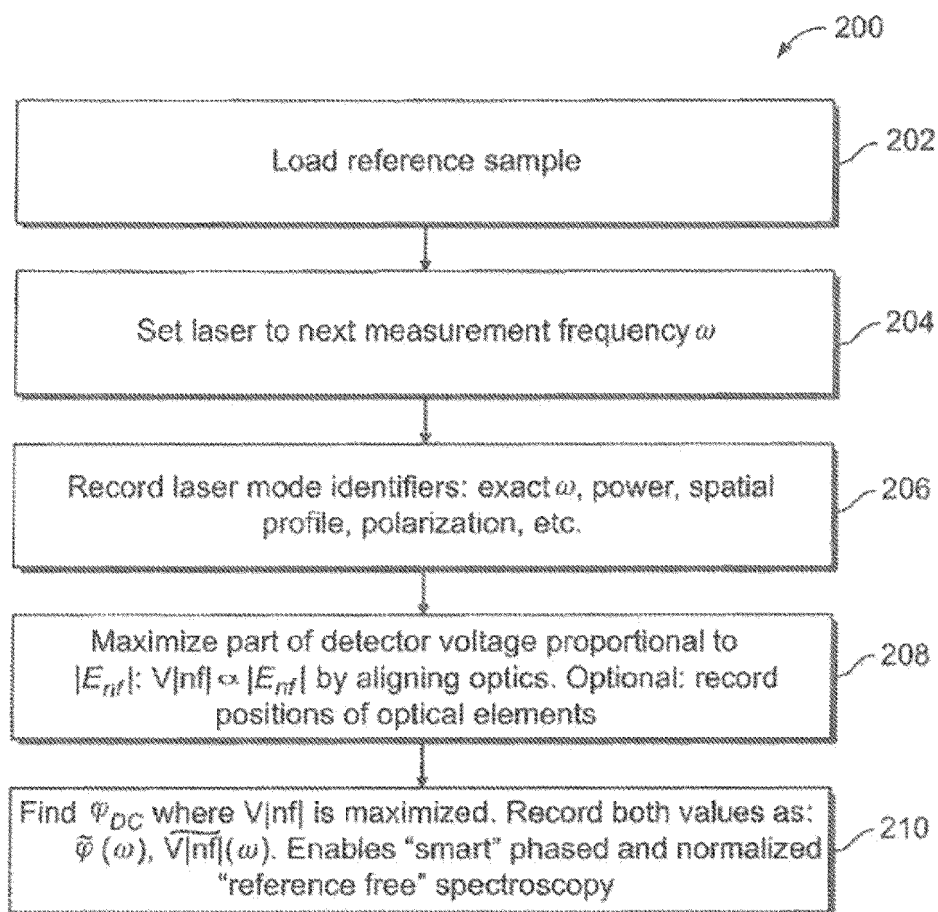 200
Load reference sample
202
Set laser to next measurement frequency ω
204
Record laser mode identifiers: exact ω, power, spatial
profile, polarization, etc.
206
Maximize part of detector voltage proportional to
|E_nf|: V|nf| ∝ |E_nf| by aligning optics. Optional: record
positions of optical elements
208
Find φ_DC where V|nf| is maximized. Record both values as:
φ̃ (ω), V͠|nf|(ω). Enables “smart” phased and normalized
“reference free” spectroscopy
210